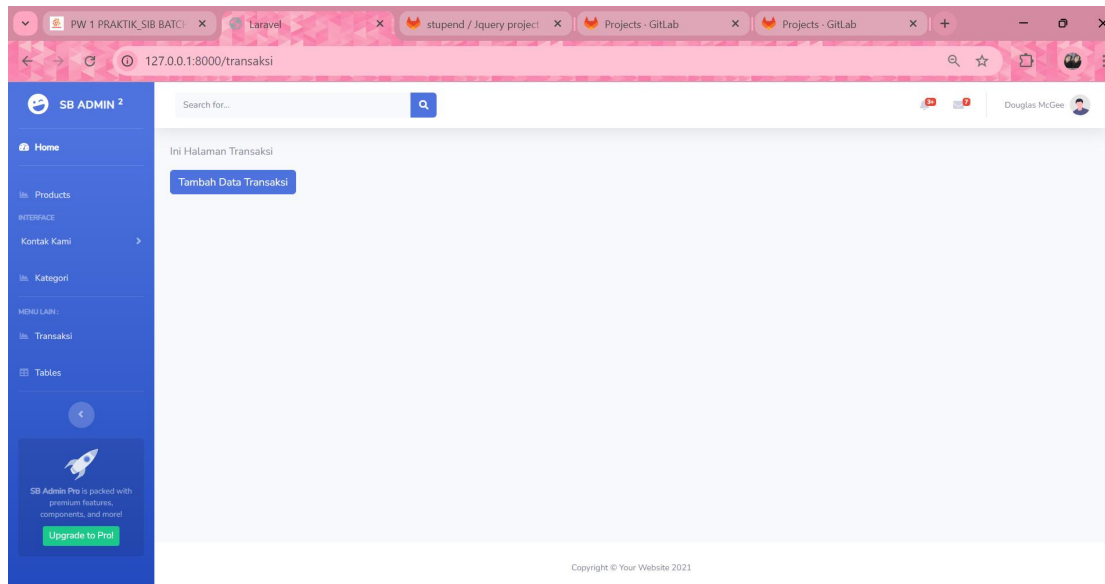 PW 1 PRAKTIK_SIB BATCH
Laravel
stupend / Jquery project
Projects · GitLab
Projects · GitLab
127.0.0.1:8000/transaksi
SB ADMIN 2
Search for...
3+
7
Douglas McGee
Home
Ini Halaman Transaksi
Tambah Data Transaksi
Products
INTERFACE
Kontak Kami
Kategori
MENU LAIN :
Transaksi
Tables
SB Admin Pro is packed with
premium features,
components, and more!
Upgrade to Pro!
Copyright © Your Website 2021